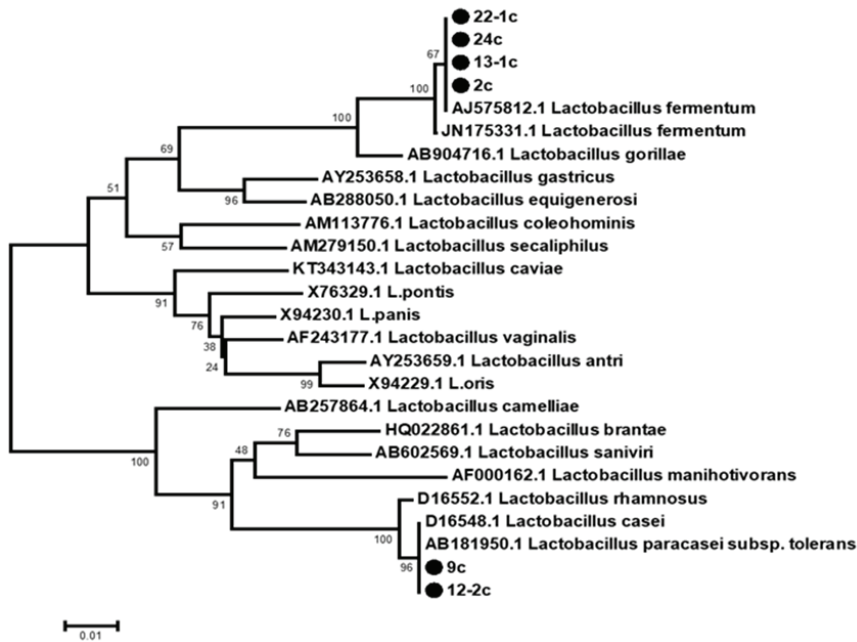 22-1c
24c
67
13-1c
100
2c
AJ575812.1 Lactobacillus fermentum
100
JN175331.1 Lactobacillus fermentum
69
AB904716.1 Lactobacillus gorillae
AY253658.1 Lactobacillus gastricus
51
96
AB288050.1 Lactobacillus equigenerosi
AM113776.1 Lactobacillus coleohominis
57
AM279150.1 Lactobacillus secaliphilus
KT343143.1 Lactobacillus caviae
91
X76329.1 L.pontis
76
X94230.1 L.panis
38
AF243177.1 Lactobacillus vaginalis
24
AY253659.1 Lactobacillus antri
99
X94229.1 L.oris
AB257864.1 Lactobacillus camelliae
76
HQ022861.1 Lactobacillus brantae
48
AB602569.1 Lactobacillus saniviri
100
AF000162.1 Lactobacillus manihotivorans
91
D16552.1 Lactobacillus rhamnosus
D16548.1 Lactobacillus casei
100
AB181950.1 Lactobacillus paracasei subsp. tolerans
96
9c
12-2c
0.01